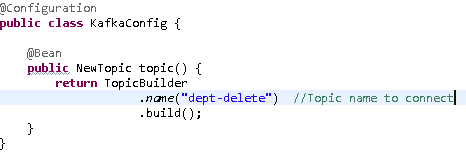 @Configuration
public class KafkaConfig {
@Bean
public NewTopic topic() {
return TopicBuilder
.name("dept-delete")  //Topic name to connect
.build();
}
}